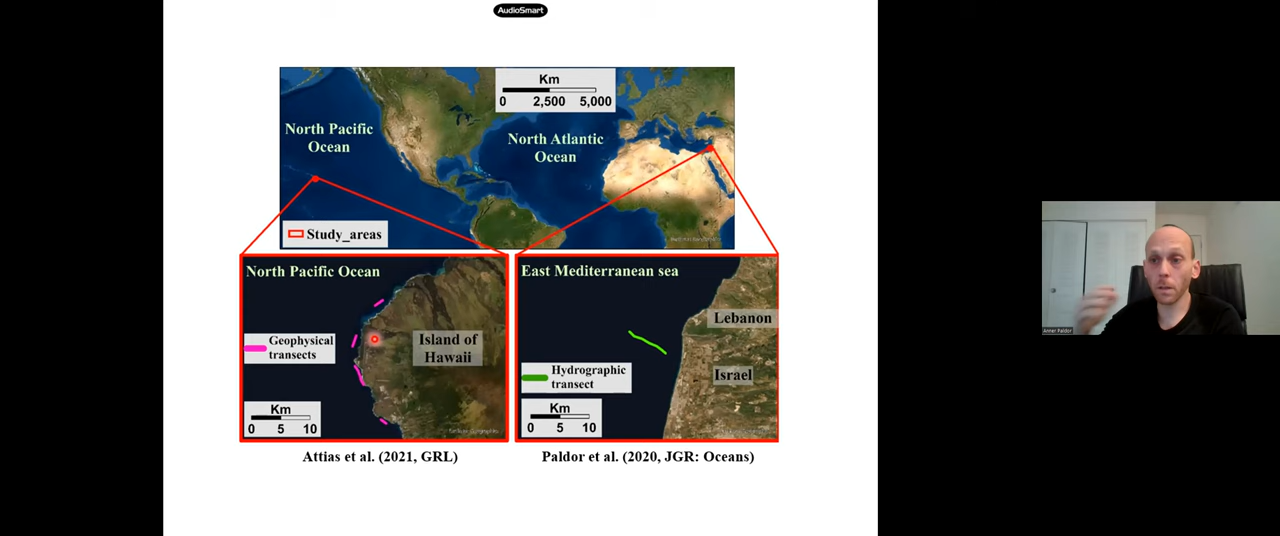 AudioSmart
Km
0 2,500 5,000
North Pacific
Ocean
North Atlantic
Ocean
Study_areas
North Pacific Ocean
Geophysical
transects
Island of
Hawaii
Km
0 5 10
East Mediterranean sea
Lebanon
Israel
Hydrographic
transect
Km
0 5 10
Attias et al. (2021, GRL)
Paldor et al. (2020, JGR: Oceans)
Anner Paldor